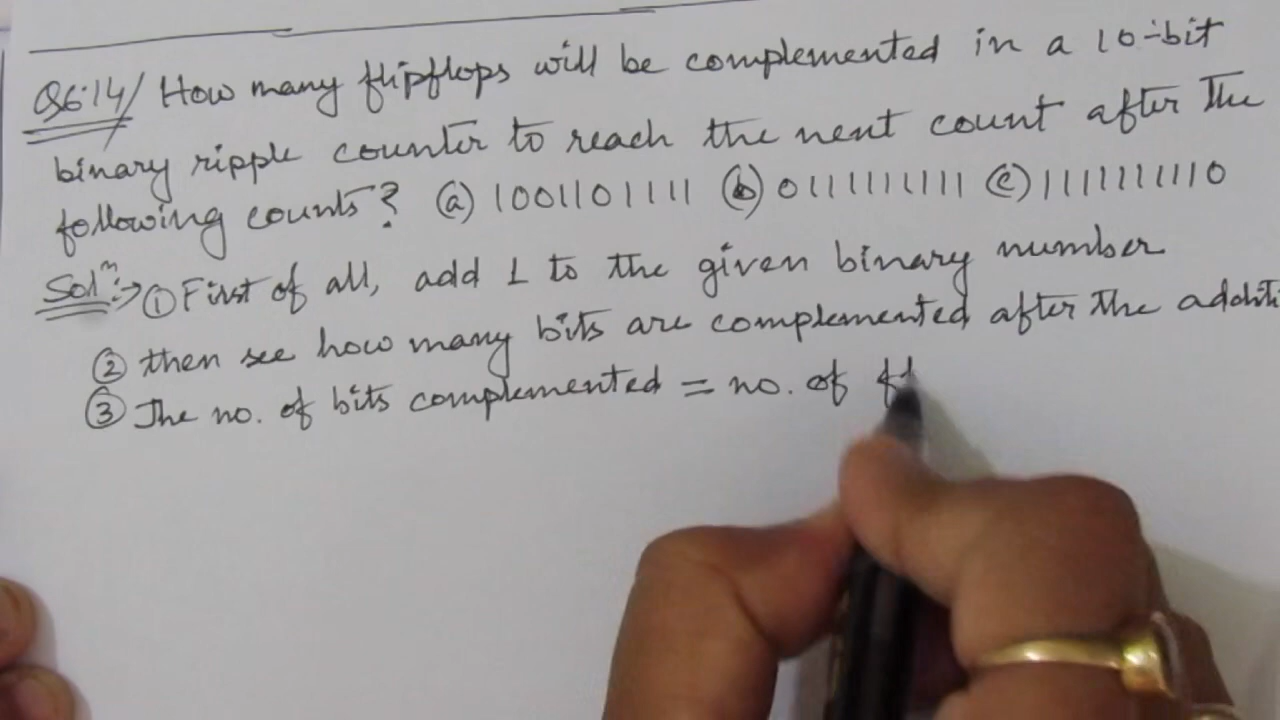 Q6.14/ How many flipflops will be complemented in a 10-bit
binary ripple counter to reach the next count after the
following counts? (a) 1001101111 (b) 0111111111 (c) 1111111110
Solⁿ:→ ① First of all, add 1 to the given binary number
② then see how many bits are complemented after the additi
③ The no. of bits complemented = no. of fl